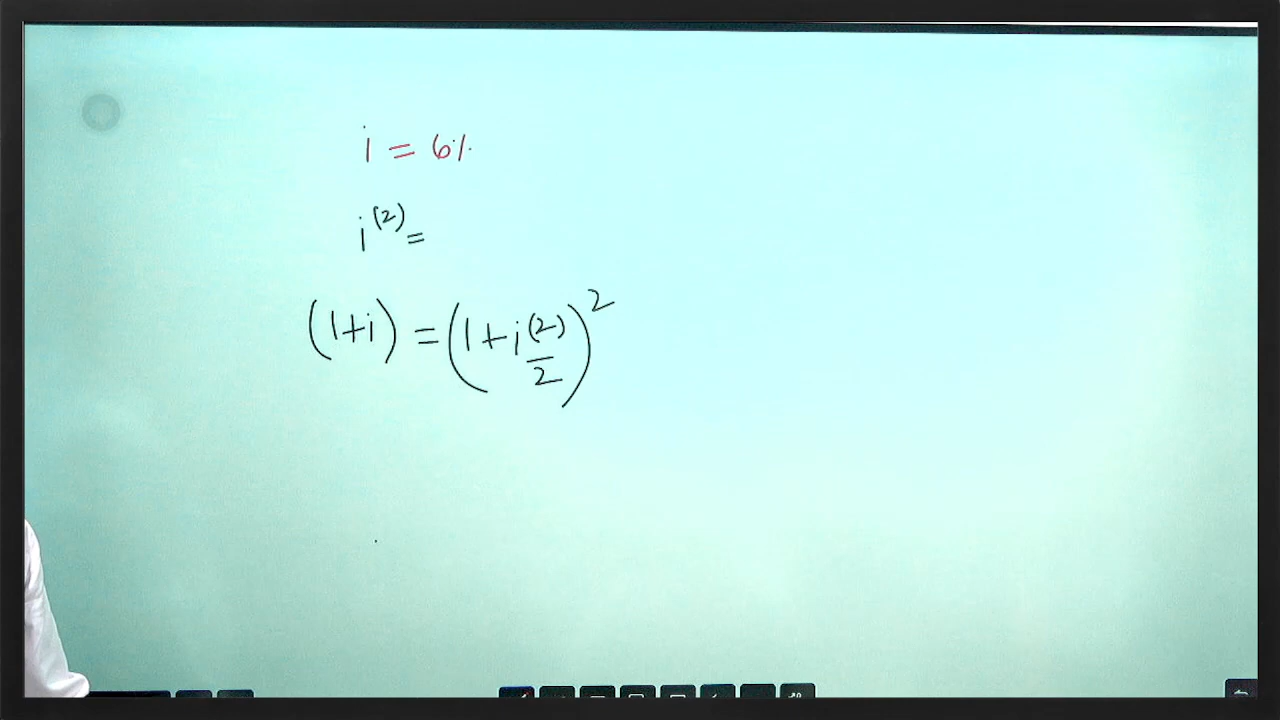 i = 6%
i^(2) =
(1+i) = (1+i^(2)/2)^2